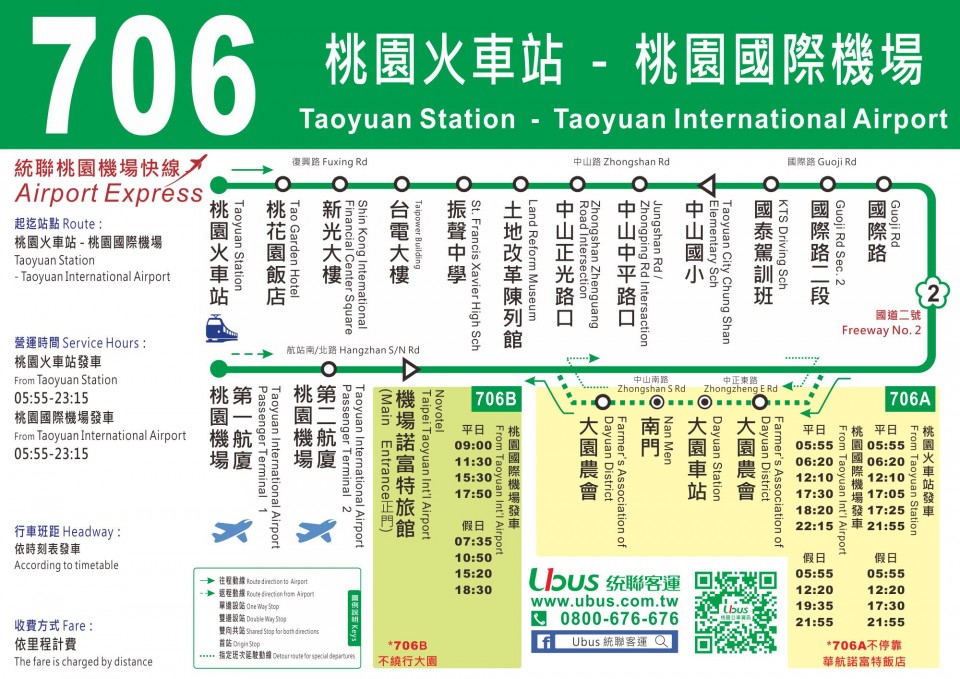 706
桃園火車站 - 桃園國際機場
Taoyuan Station - Taoyuan International Airport
統聯桃園機場快線
Airport Express
起迄站點 Route :
桃園火車站 - 桃園國際機場
Taoyuan Station
- Taoyuan International Airport
營運時間 Service Hours :
桃園火車站發車
From Taoyuan Station
05:55-23:15
桃園國際機場發車
From Taoyuan International Airport
05:55-23:15
行車班距 Headway :
依時刻表發車
According to timetable
收費方式 Fare :
依里程計費
The fare is charged by distance
復興路 Fuxing Rd
中山路 Zhongshan Rd
國際路 Guoji Rd
桃園火車站
Taoyuan Station
桃花園飯店
Tao Garden Hotel
新光大樓
Shin Kong International
Financial Center Square
台電大樓
Taipower Building
振聲中學
St. Francis Xavier High Sch
土地改革陳列館
Land Reform Museum
中山正光路口
Zhongshan Zhenguang
Road Intersection
中山中平路口
Jungshan Rd /
Zhongping Rd Intersaction
中山國小
Taoyuan City Chung Shan
Elementary Sch
國泰駕訓班
KTS Driving Sch
國際路二段
Guoji Rd Sec. 2
國際路
Guoji Rd
2
國道二號
Freeway No. 2
航站南/北路 Hangzhan S/N Rd
中山南路
Zhongshan S Rd
中正東路
Zhongzheng E Rd
桃園機場
第一航廈
Taoyuan International Airport
Passenger Terminal 1
桃園機場
第二航廈
Taoyuan International Airport
Passenger Terminal 2
機場諾富特旅館
(Main Entrance正門)
Novotel
Taipei Taoyuan Int'l Airport
706B
桃園國際機場發車
From Taoyuan Int'l Airport
平日
09:00
11:30
15:30
17:50
假日
07:35
10:50
15:20
18:30
*706B
不繞行大園
大園農會
Farmer's Association of
Dayuan District
南門
Nan Men
大園車站
Dayuan Station
大園農會
Farmer's Association of
Dayuan District
706A
桃園國際機場發車
From Taoyuan Int'l Airport
平日
05:55
06:20
12:10
17:30
18:20
22:15
假日
05:55
12:20
19:35
21:55
桃園火車站發車
From Taoyuan Station
平日
05:55
06:20
12:10
17:05
17:25
21:55
假日
05:55
12:20
17:30
21:55
*706A不停靠
華航諾富特飯店
往程動線 Route direction to Airport
返程動線 Route direction from Airport
單邊設站 One Way Stop
雙邊設站 Double Way Stop
雙向共站 Shared Stop for both directions
首站 Origin Stop
指定班次延駛動線 Detour route for special departures
圖例說明 Keys
Ubus 統聯客運
www.ubus.com.tw
0800-676-676
f Ubus 統聯客運
Ubus